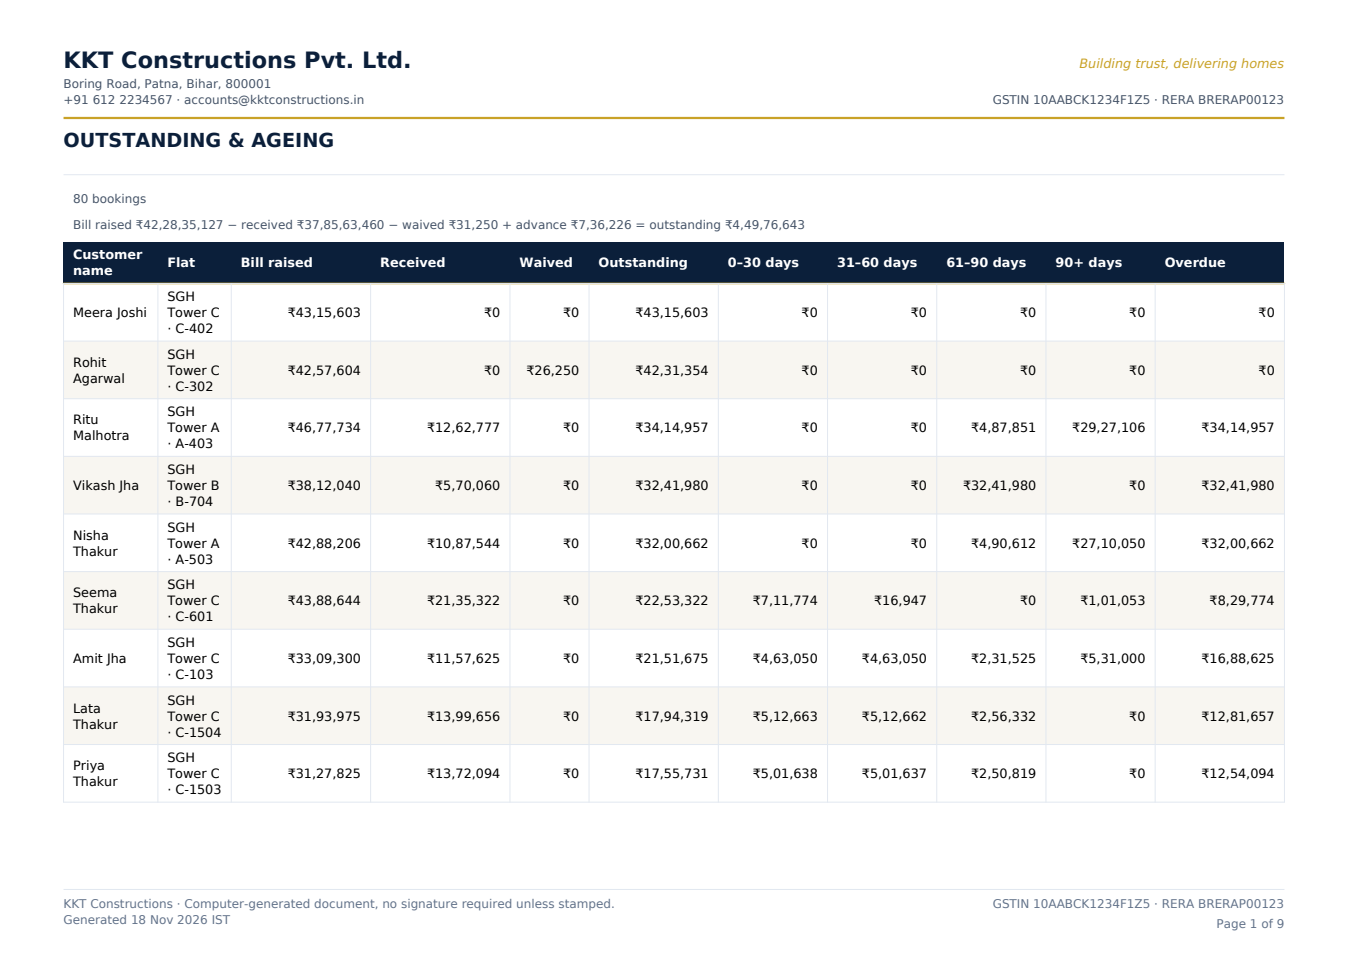 KKT Constructions Pvt. Ltd.
Building trust, delivering homes
Boring Road, Patna, Bihar, 800001
+91 612 2234567 · accounts@kktconstructions.in
GSTIN 10AABCK1234F1Z5 · RERA BRERAP00123
OUTSTANDING & AGEING
80 bookings
Bill raised ₹42,28,35,127 − received ₹37,85,63,460 − waived ₹31,250 + advance ₹7,36,226 = outstanding ₹4,49,76,643
Customer name Flat Bill raised Received Waived Outstanding 0–30 days 31–60 days 61–90 days 90+ days Overdue
Meera Joshi SGH Tower C · C-402 ₹43,15,603 ₹0 ₹0 ₹43,15,603 ₹0 ₹0 ₹0 ₹0 ₹0
Rohit Agarwal SGH Tower C · C-302 ₹42,57,604 ₹0 ₹26,250 ₹42,31,354 ₹0 ₹0 ₹0 ₹0 ₹0
Ritu Malhotra SGH Tower A · A-403 ₹46,77,734 ₹12,62,777 ₹0 ₹34,14,957 ₹0 ₹0 ₹4,87,851 ₹29,27,106 ₹34,14,957
Vikash Jha SGH Tower B · B-704 ₹38,12,040 ₹5,70,060 ₹0 ₹32,41,980 ₹0 ₹0 ₹32,41,980 ₹0 ₹32,41,980
Nisha Thakur SGH Tower A · A-503 ₹42,88,206 ₹10,87,544 ₹0 ₹32,00,662 ₹0 ₹0 ₹4,90,612 ₹27,10,050 ₹32,00,662
Seema Thakur SGH Tower C · C-601 ₹43,88,644 ₹21,35,322 ₹0 ₹22,53,322 ₹7,11,774 ₹16,947 ₹0 ₹1,01,053 ₹8,29,774
Amit Jha SGH Tower C · C-103 ₹33,09,300 ₹11,57,625 ₹0 ₹21,51,675 ₹4,63,050 ₹4,63,050 ₹2,31,525 ₹5,31,000 ₹16,88,625
Lata Thakur SGH Tower C · C-1504 ₹31,93,975 ₹13,99,656 ₹0 ₹17,94,319 ₹5,12,663 ₹5,12,662 ₹2,56,332 ₹0 ₹12,81,657
Priya Thakur SGH Tower C · C-1503 ₹31,27,825 ₹13,72,094 ₹0 ₹17,55,731 ₹5,01,638 ₹5,01,637 ₹2,50,819 ₹0 ₹12,54,094
KKT Constructions · Computer-generated document, no signature required unless stamped.
GSTIN 10AABCK1234F1Z5 · RERA BRERAP00123
Generated 18 Nov 2026 IST
Page 1 of 9